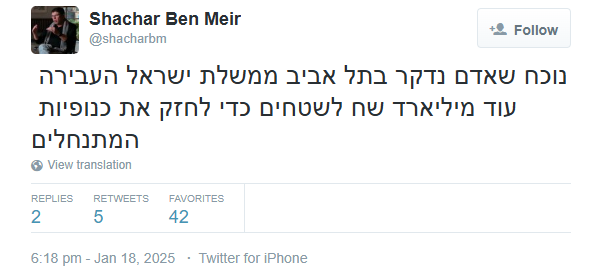 Shachar Ben Meir
@shacharbm
Follow
נוכח שאדם נדקר בתל אביב ממשלת ישראל העבירה
עוד מיליארד שח לשטחים כדי לחזק את כנופיות
המתנחלים
View translation
REPLIES RETWEETS FAVORITES
2 5 42
6:18 pm - Jan 18, 2025 · Twitter for iPhone